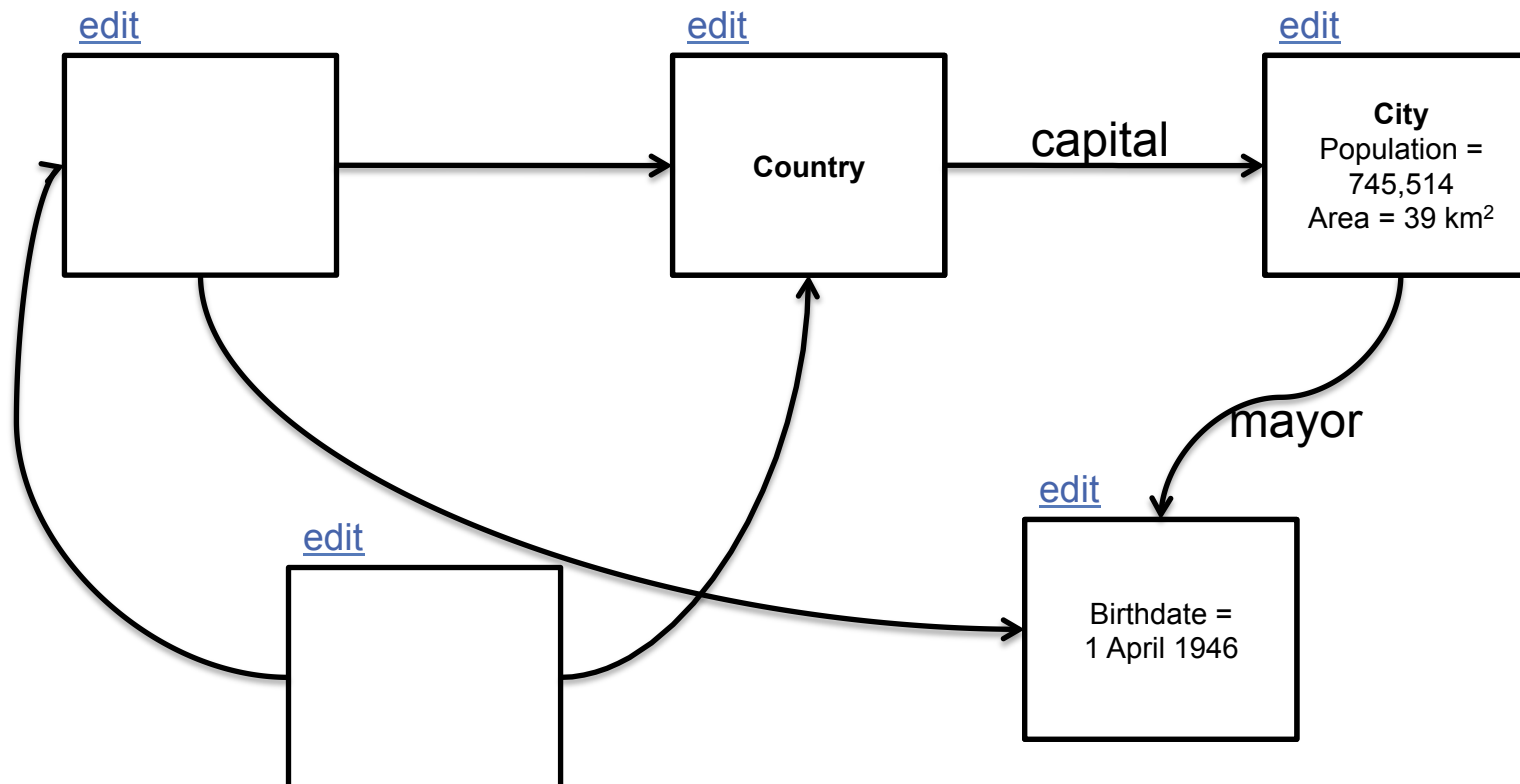 edit
edit
edit
Country
capital
City
Population =
745,514
Area = 39 km²
mayor
edit
edit
Birthdate =
1 April 1946